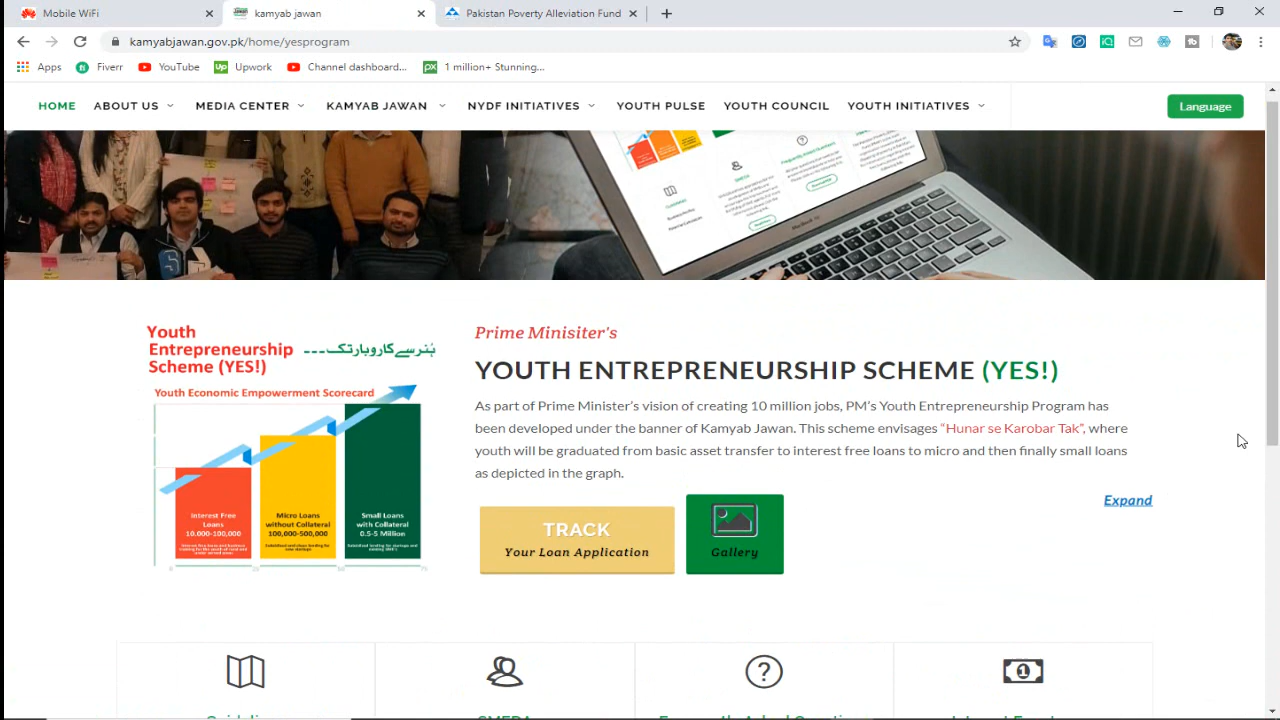 Mobile WiFi
kamyab jawan
Pakistan Poverty Alleviation Fund
kamyabjawan.gov.pk/home/yesprogram
Apps
Fiverr
YouTube
Upwork
Channel dashboard...
1 million+ Stunning...
HOME
ABOUT US
MEDIA CENTER
KAMYAB JAWAN
NYDF INITIATIVES
YOUTH PULSE
YOUTH COUNCIL
YOUTH INITIATIVES
Language
Youth
Entrepreneurship
Scheme (YES!)
ہُنر سے کاروبار تک---
Youth Economic Empowerment Scorecard
Interest Free
Loans
10.000-100,000
Micro Loans
without Collateral
100,000-500,000
Small Loans
with Collateral
0.5-5 Million
Prime Minisiter's
YOUTH ENTREPRENEURSHIP SCHEME (YES!)
As part of Prime Minister's vision of creating 10 million jobs, PM's Youth Entrepreneurship Program has
been developed under the banner of Kamyab Jawan. This scheme envisages “Hunar se Karobar Tak”, where
youth will be graduated from basic asset transfer to interest free loans to micro and then finally small loans
as depicted in the graph.
Expand
TRACK
Your Loan Application
Gallery